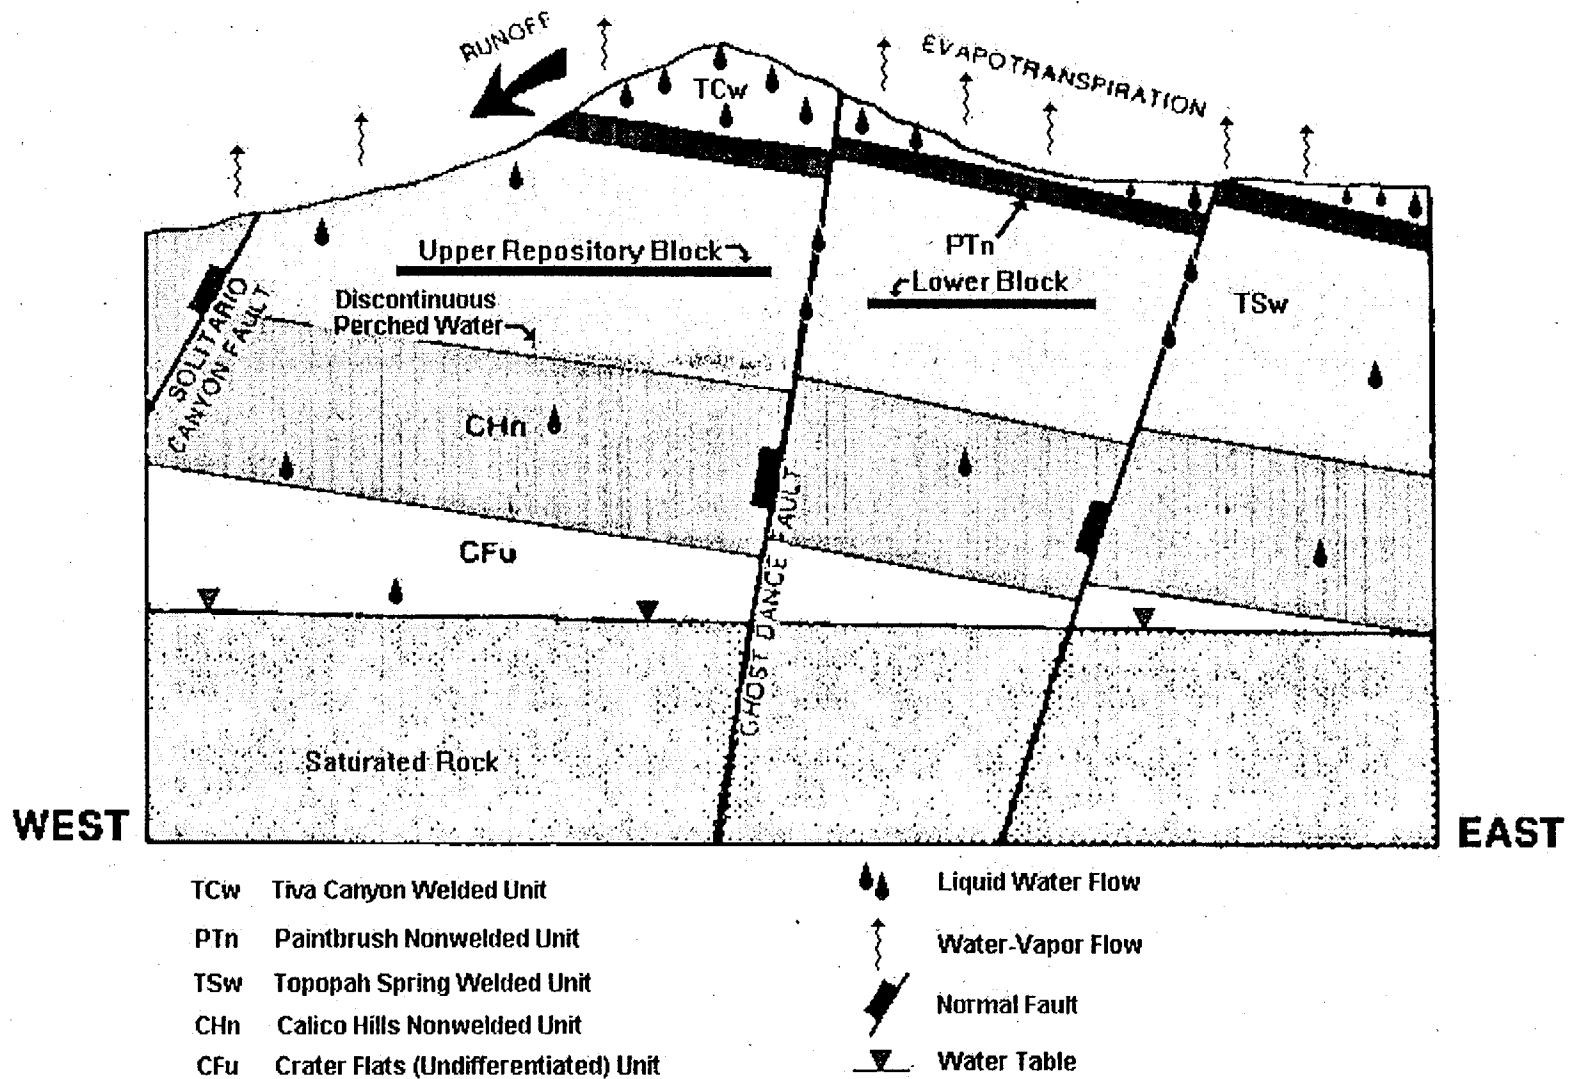 RUNOFF
EVAPOTRANSPIRATION
TCw
PTn
Upper Repository Block
Lower Block
TSw
Discontinuous
Perched Water
SOLITARIO
CANYON FAULT
CHn
CFu
GHOST DANCE FAULT
Saturated Rock
WEST
EAST
TCw Tiva Canyon Welded Unit
PTn Paintbrush Nonwelded Unit
TSw Topopah Spring Welded Unit
CHn Calico Hills Nonwelded Unit
CFu Crater Flats (Undifferentiated) Unit
Liquid Water Flow
Water-Vapor Flow
Normal Fault
Water Table